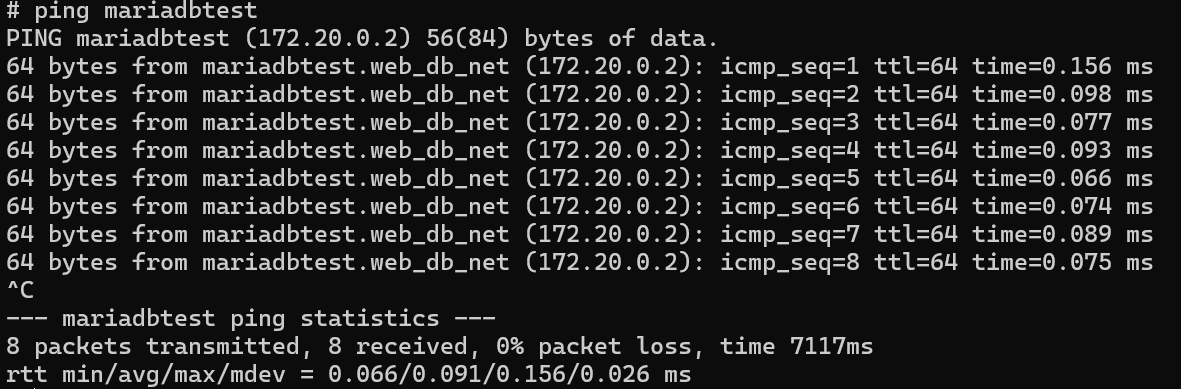 # ping mariadbtest
PING mariadbtest (172.20.0.2) 56(84) bytes of data.
64 bytes from mariadbtest.web_db_net (172.20.0.2): icmp_seq=1 ttl=64 time=0.156 ms
64 bytes from mariadbtest.web_db_net (172.20.0.2): icmp_seq=2 ttl=64 time=0.098 ms
64 bytes from mariadbtest.web_db_net (172.20.0.2): icmp_seq=3 ttl=64 time=0.077 ms
64 bytes from mariadbtest.web_db_net (172.20.0.2): icmp_seq=4 ttl=64 time=0.093 ms
64 bytes from mariadbtest.web_db_net (172.20.0.2): icmp_seq=5 ttl=64 time=0.066 ms
64 bytes from mariadbtest.web_db_net (172.20.0.2): icmp_seq=6 ttl=64 time=0.074 ms
64 bytes from mariadbtest.web_db_net (172.20.0.2): icmp_seq=7 ttl=64 time=0.089 ms
64 bytes from mariadbtest.web_db_net (172.20.0.2): icmp_seq=8 ttl=64 time=0.075 ms
^C
--- mariadbtest ping statistics ---
8 packets transmitted, 8 received, 0% packet loss, time 7117ms
rtt min/avg/max/mdev = 0.066/0.091/0.156/0.026 ms